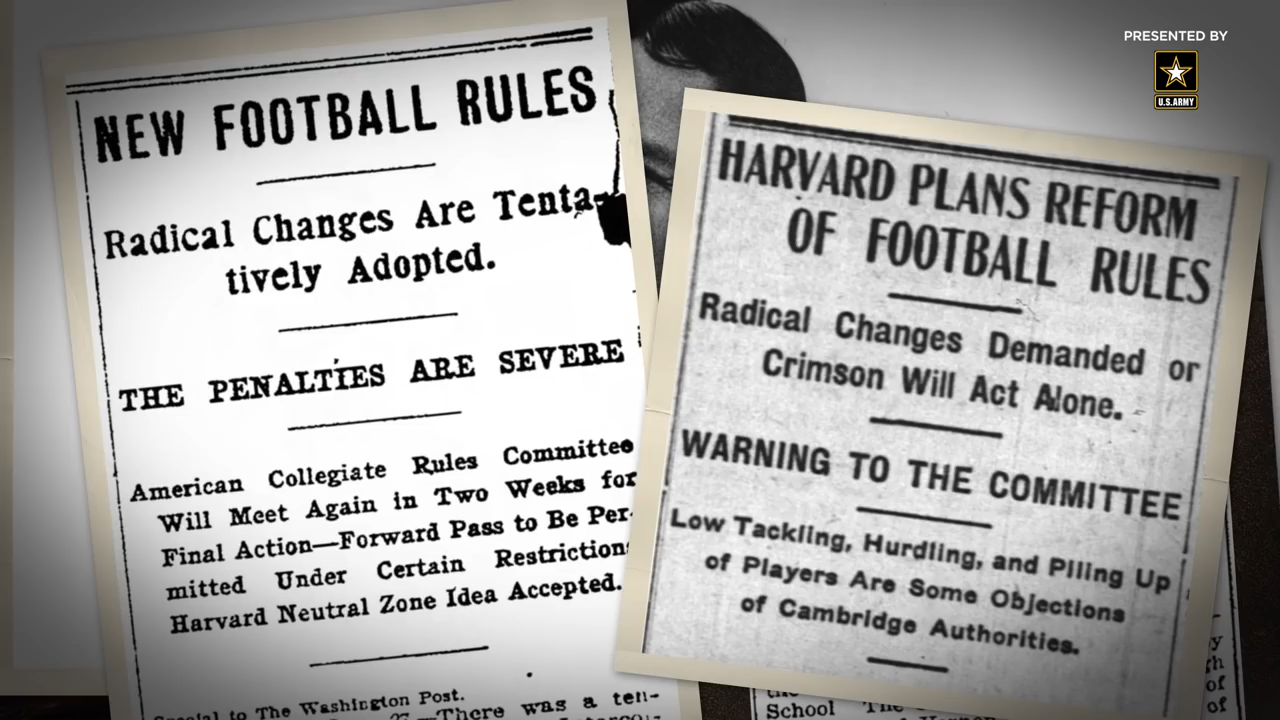 PRESENTED BY
U.S.ARMY
NEW FOOTBALL RULES
Radical Changes Are Tenta-
tively Adopted.
THE PENALTIES ARE SEVERE
American Collegiate Rules Committee
Will Meet Again in Two Weeks for
Final Action—Forward Pass to Be Per-
mitted Under Certain Restrictions
Harvard Neutral Zone Idea Accepted.
Special to The Washington Post.
There was a ten-
HARVARD PLANS REFORM
OF FOOTBALL RULES
Radical Changes Demanded or
Crimson Will Act Alone.
WARNING TO THE COMMITTEE
Low Tackling, Hurdling, and Piling Up
of Players Are Some Objections
of Cambridge Authorities.
of
of
School The